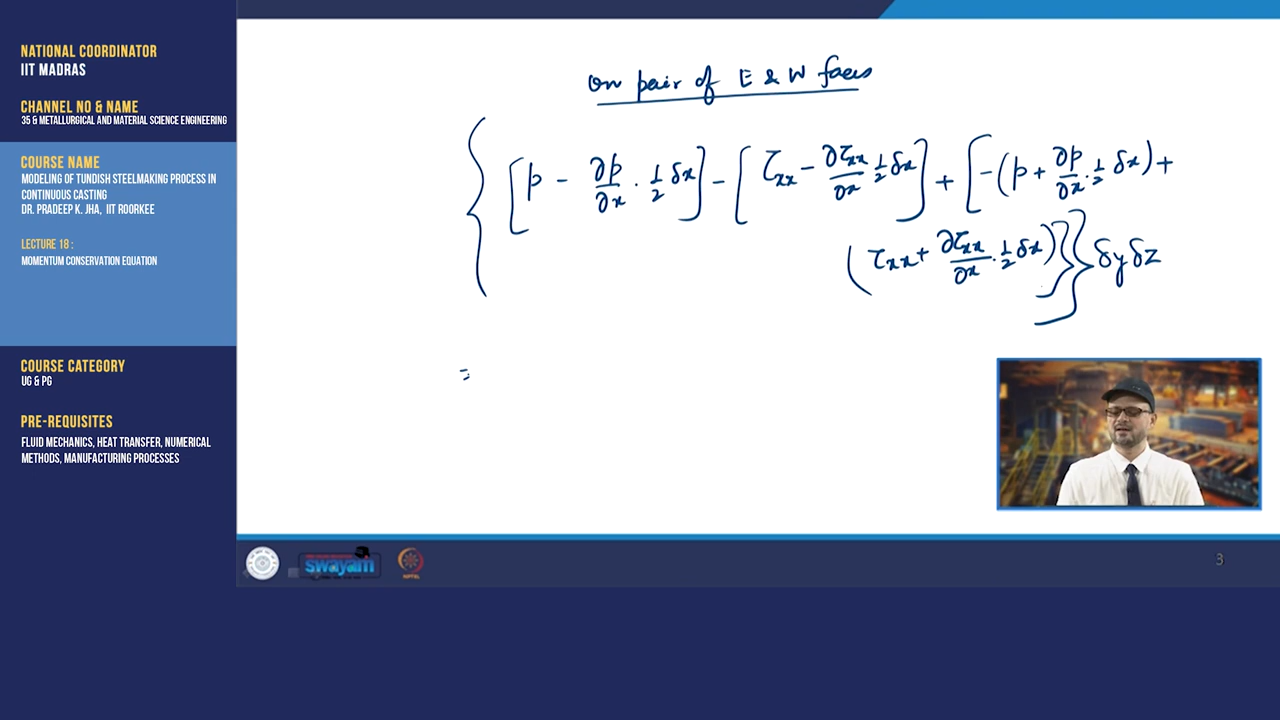 NATIONAL COORDINATOR
IIT MADRAS
CHANNEL NO & NAME
35 & METALLURGICAL AND MATERIAL SCIENCE ENGINEERING
COURSE NAME
MODELING OF TUNDISH STEELMAKING PROCESS IN
CONTINUOUS CASTING
DR. PRADEEP K. JHA, IIT ROORKEE
LECTURE 18 :
MOMENTUM CONSERVATION EQUATION
COURSE CATEGORY
UG & PG
PRE-REQUISITES
FLUID MECHANICS, HEAT TRANSFER, NUMERICAL
METHODS, MANUFACTURING PROCESSES
On pair of E & W faces
{ [p - ∂p/∂x · 1/2 δx] - [τxx - ∂τxx/∂x 1/2 δx] + [-(p + ∂p/∂x · 1/2 δx) +
(τxx + ∂τxx/∂x · 1/2 δx)]} δyδz
=
swayam
3